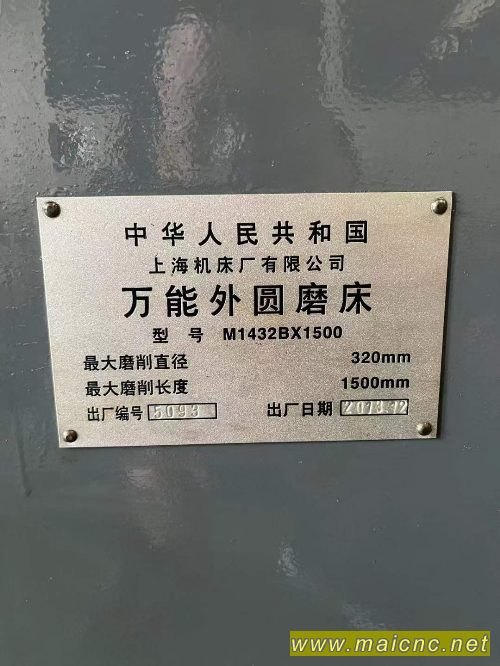 中华人民共和国
上海机床厂有限公司
万能外圆磨床
型 号 M1432BX1500
最大磨削直径 320mm
最大磨削长度 1500mm
出厂编号 5093 出厂日期 2013.12
www.maicnc.net